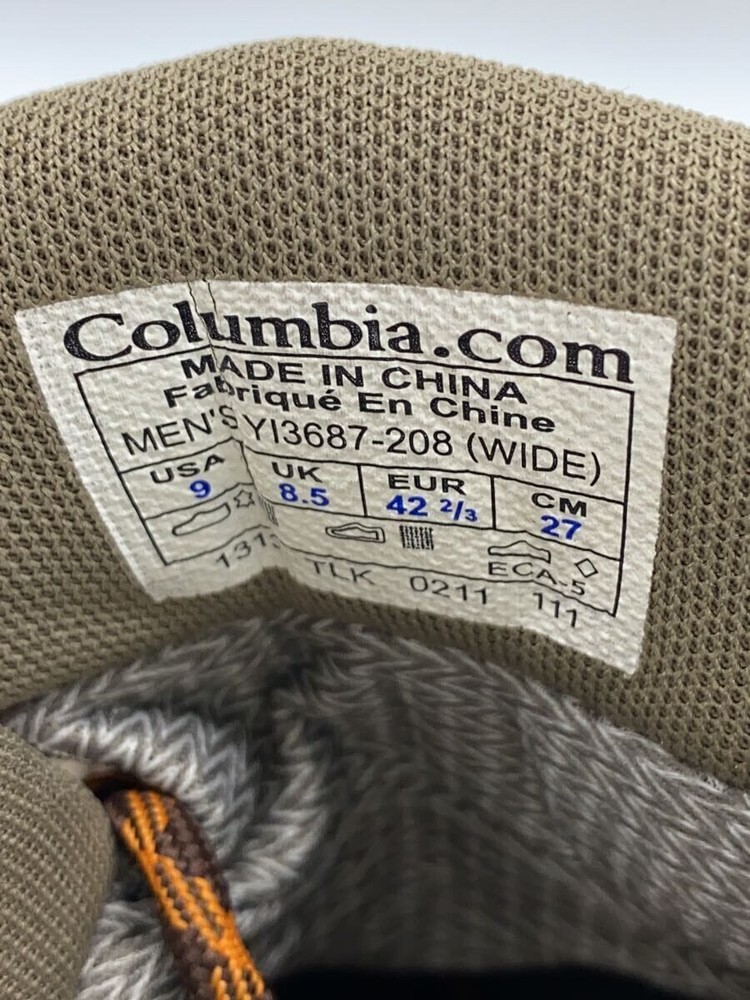 Columbia.com
MADE IN CHINA
Fabriqué En Chine
MEN'S YI3687-208 (WIDE)
USA UK EUR CM
9 8.5 42 2/3 27
TLK 0211 ECA-5 111